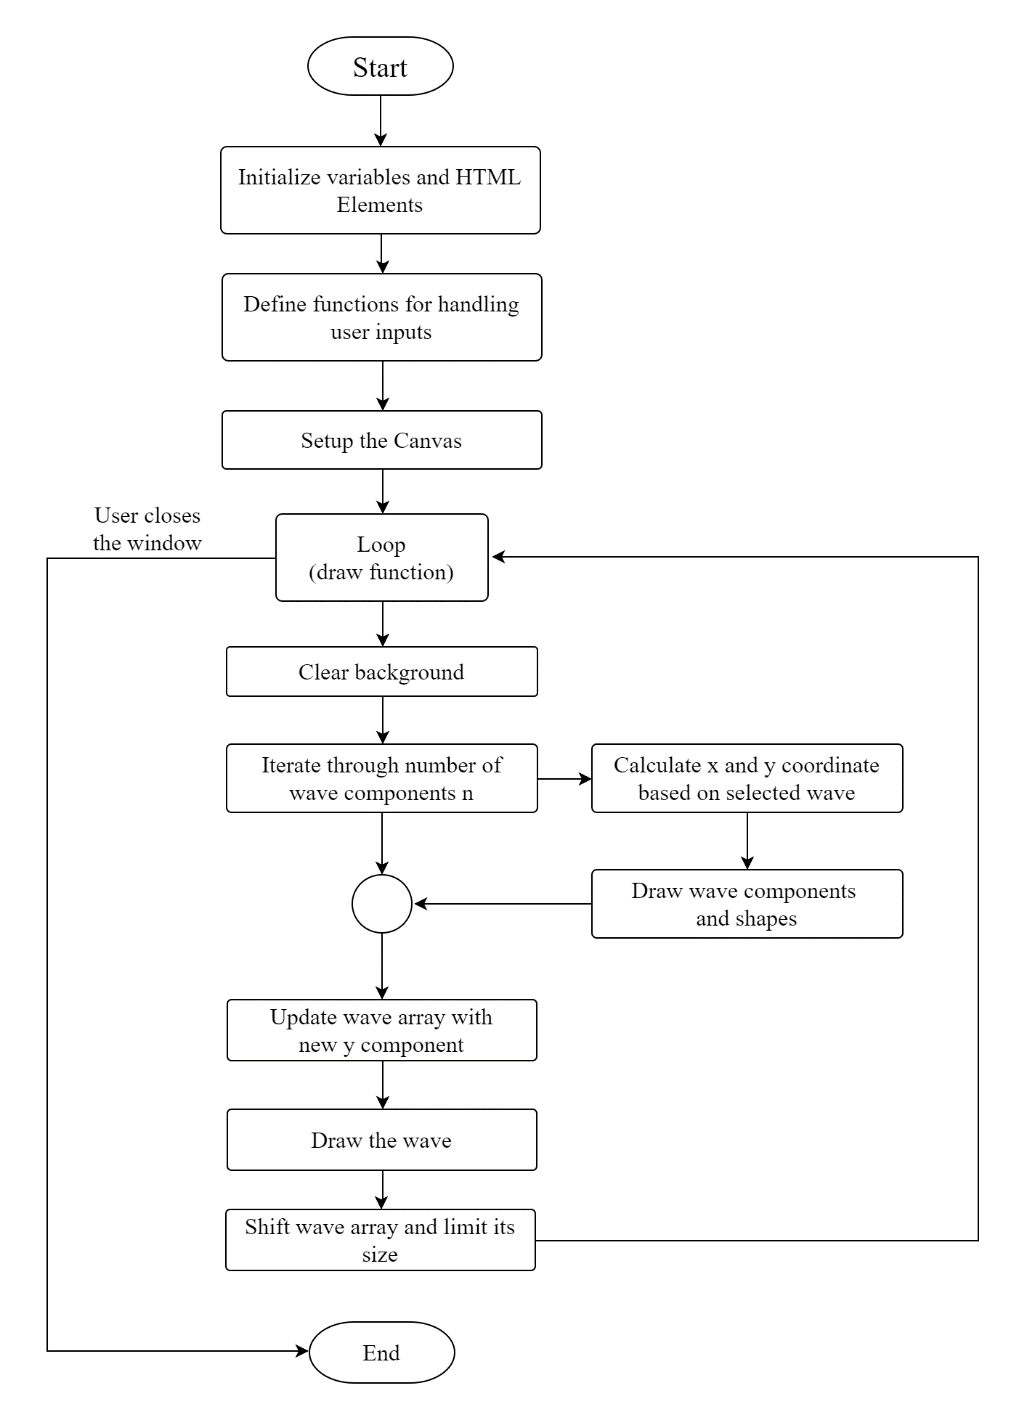 Start
Initialize variables and HTML
Elements
Define functions for handling
user inputs
Setup the Canvas
User closes
the window
Loop
(draw function)
Clear background
Iterate through number of
wave components n
Calculate x and y coordinate
based on selected wave
Draw wave components
and shapes
Update wave array with
new y component
Draw the wave
Shift wave array and limit its
size
End